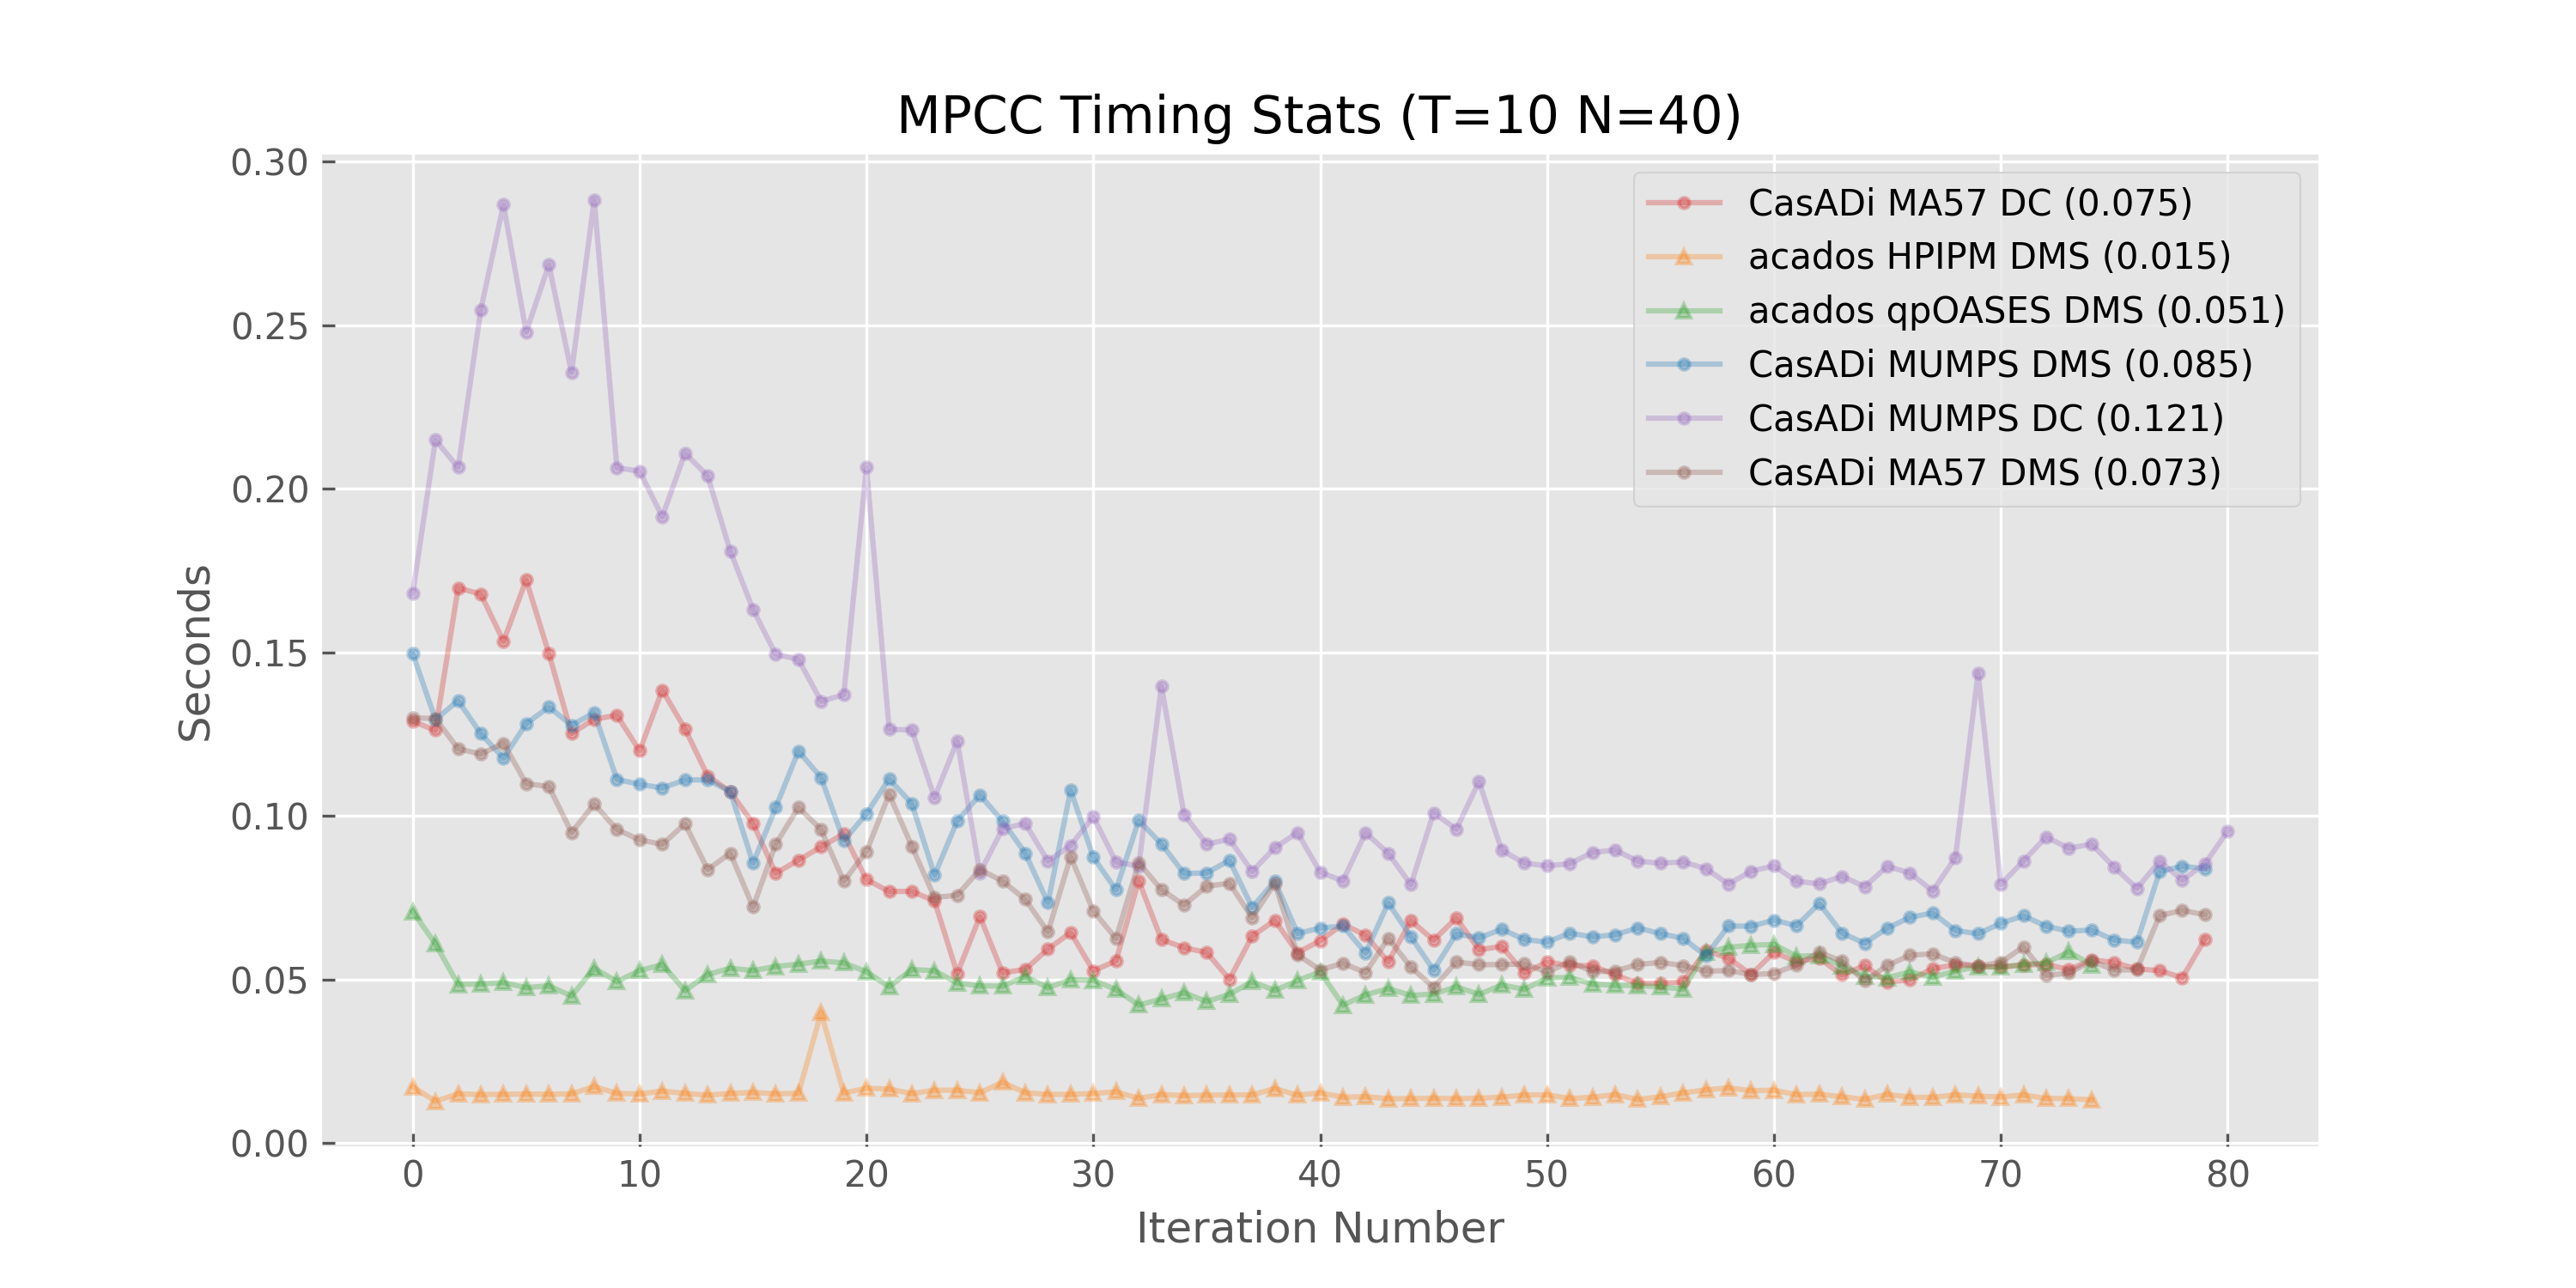 MPCC Timing Stats (T=10 N=40)
0.30
0.25
0.20
0.15
0.10
0.05
0.00
Seconds
CasADi MA57 DC (0.075)
acados HPIPM DMS (0.015)
acados qpOASES DMS (0.051)
CasADi MUMPS DMS (0.085)
CasADi MUMPS DC (0.121)
CasADi MA57 DMS (0.073)
0 10 20 30 40 50 60 70 80
Iteration Number